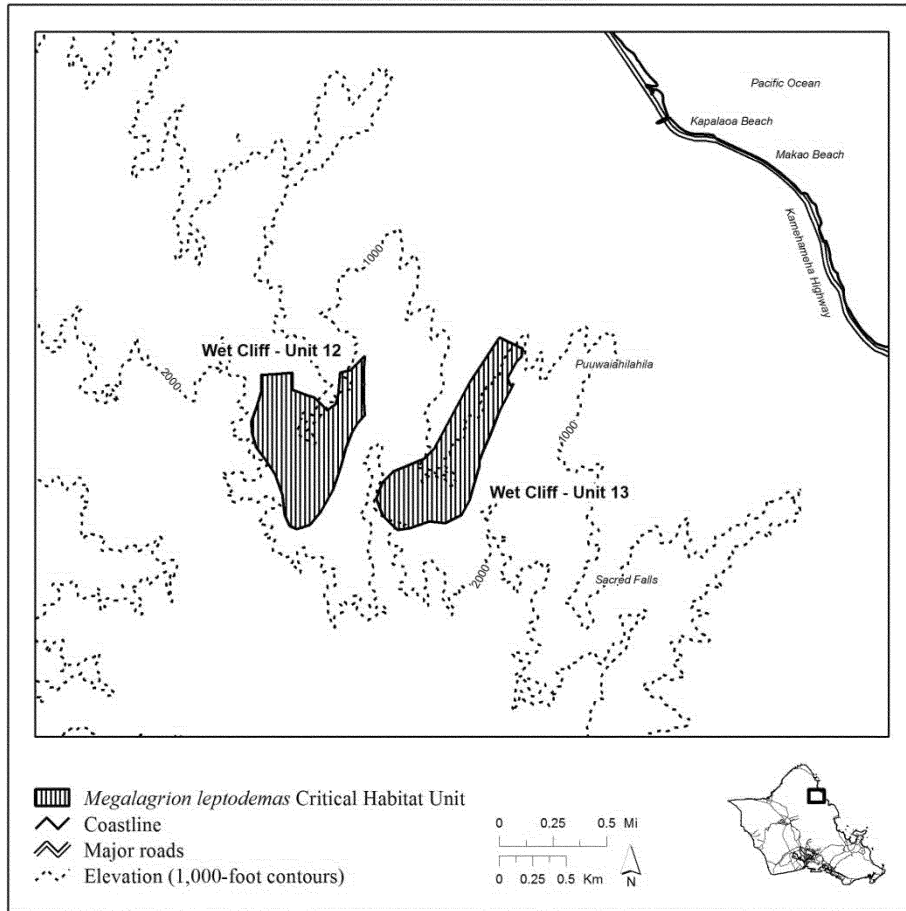 Pacific Ocean
Kapalaoa Beach
Makao Beach
Kamehameha Highway
1000
Wet Cliff - Unit 12
2000
Puuwaiahilahila
1000
Wet Cliff - Unit 13
2000
Sacred Falls
Megalagrion leptodemas Critical Habitat Unit
Coastline
Major roads
Elevation (1,000-foot contours)
0 0.25 0.5 Mi
0 0.25 0.5 Km
N